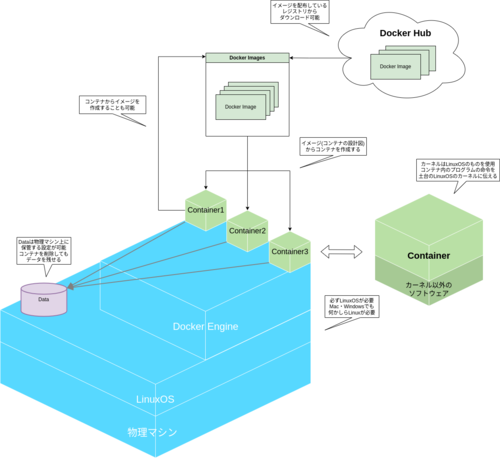 イメージを配布している
レジストリから
ダウンロード可能
Docker Hub
Docker Image
Docker Images
Docker Image
コンテナからイメージを
作成することも可能
イメージ(コンテナの設計図)
からコンテナを作成する
カーネルはLinuxOSのものを使用
コンテナ内のプログラムの命令を
土台のLinuxOSのカーネルに伝える
Container1
Container2
Container3
Container
カーネル以外の
ソフトウェア
Dataは物理マシン上に
保管する設定が可能
コンテナを削除しても
データを残せる
Data
Docker Engine
必ずLinuxOSが必要
Mac・Windowsでも
何かしらLinuxが必要
LinuxOS
物理マシン